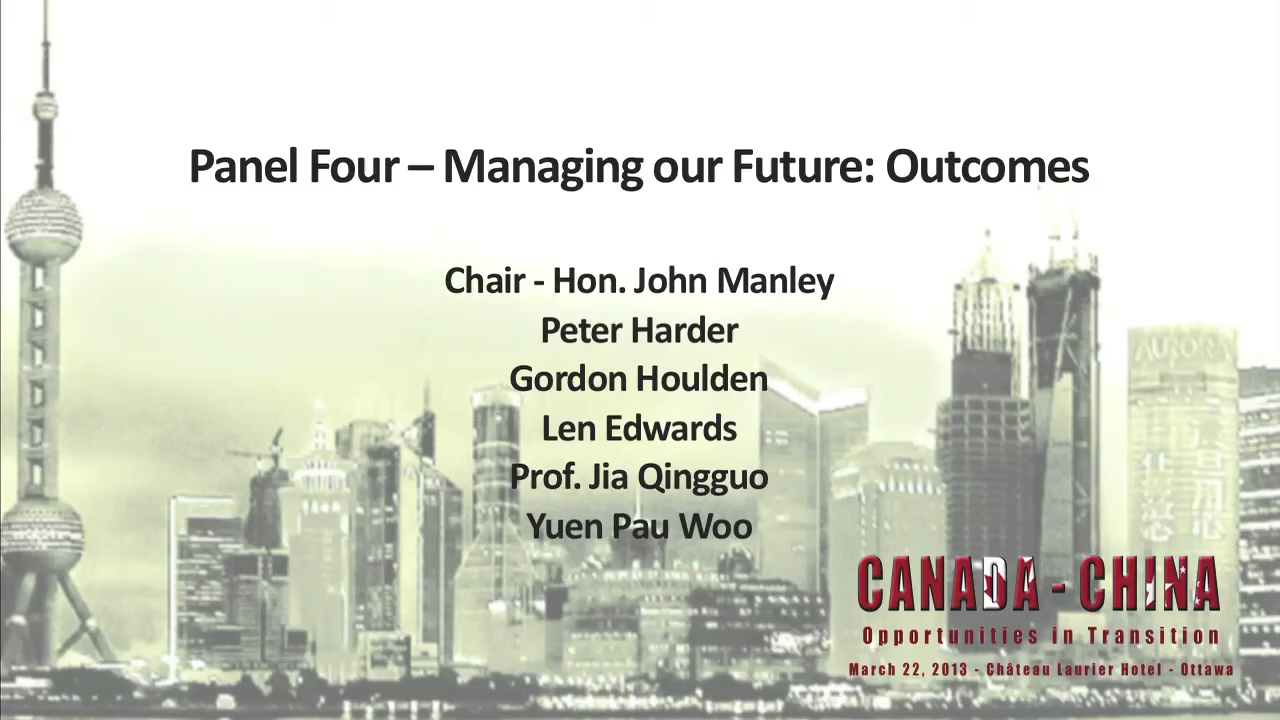 Panel Four – Managing our Future: Outcomes
Chair - Hon. John Manley
Peter Harder
Gordon Houlden
Len Edwards
Prof. Jia Qingguo
Yuen Pau Woo
AURORA
CANADA - CHINA
Opportunities in Transition
March 22, 2013 - Château Laurier Hotel - Ottawa